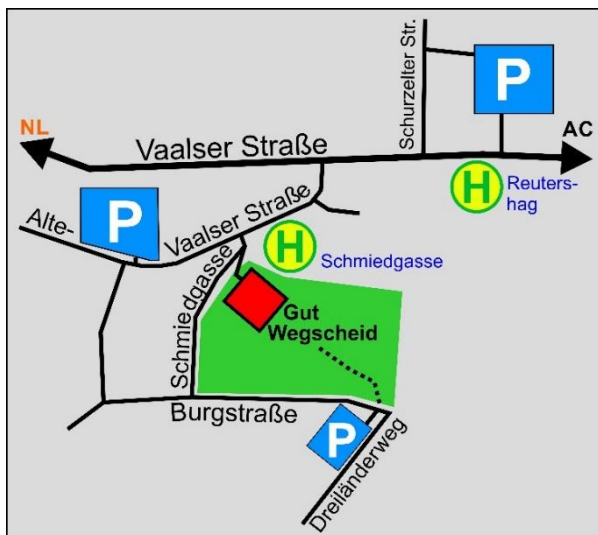 Schurzelter Str.
P
NL
Vaalser Straße
AC
H
Reuters-
hag
P
Alte-
Vaalser Straße
H
Schmiedgasse
Schmiedgasse
Gut
Wegscheid
Burgstraße
P
Dreiländerweg